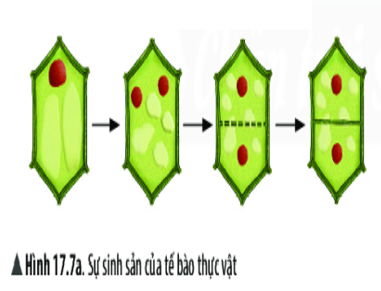 ▲Hình 17.7a. Sự sinh sản của tế bào thực vật